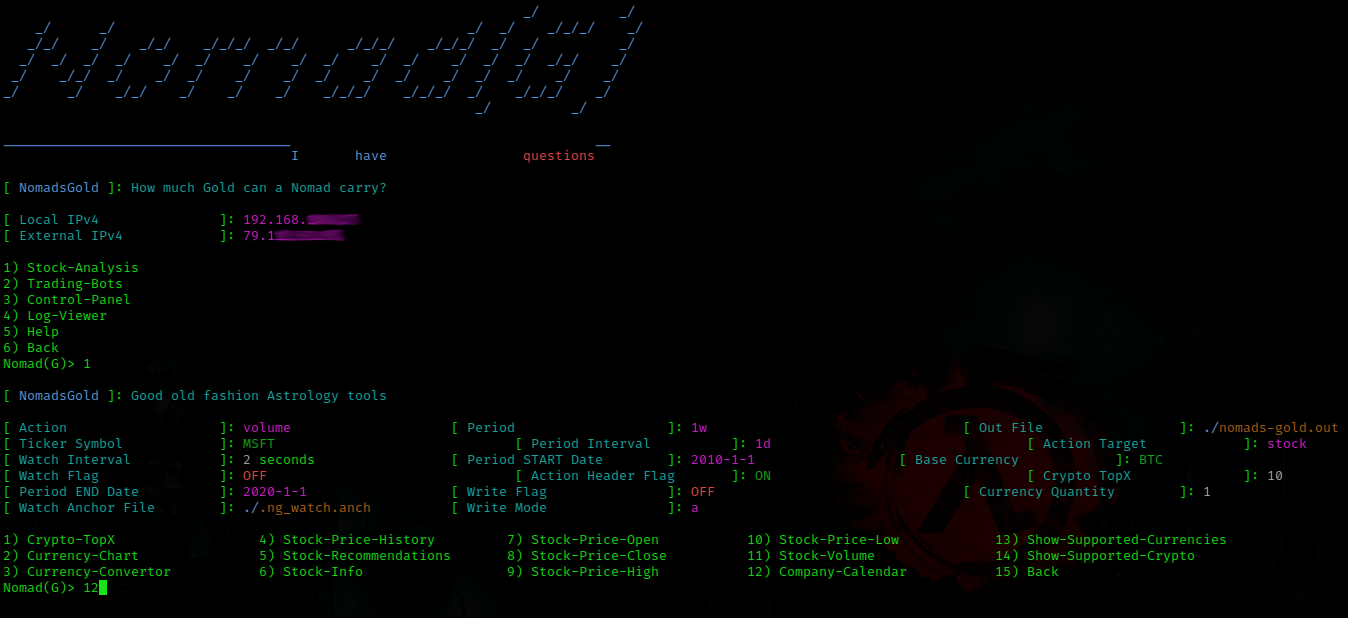 Nomad(G)
I have questions
[ NomadsGold ]: How much Gold can a Nomad carry?
[ Local IPv4 ]: 192.168.
[ External IPv4 ]: 79.1
1) Stock-Analysis
2) Trading-Bots
3) Control-Panel
4) Log-Viewer
5) Help
6) Back
Nomad(G)> 1
[ NomadsGold ]: Good old fashion Astrology tools
[ Action ]: volume [ Period ]: 1w [ Out File ]: ./nomads-gold.out
[ Ticker Symbol ]: MSFT [ Period Interval ]: 1d [ Action Target ]: stock
[ Watch Interval ]: 2 seconds [ Period START Date ]: 2010-1-1 [ Base Currency ]: BTC
[ Watch Flag ]: OFF [ Action Header Flag ]: ON [ Crypto TopX ]: 10
[ Period END Date ]: 2020-1-1 [ Write Flag ]: OFF [ Currency Quantity ]: 1
[ Watch Anchor File ]: ./.ng_watch.anch [ Write Mode ]: a
1) Crypto-TopX 4) Stock-Price-History 7) Stock-Price-Open 10) Stock-Price-Low 13) Show-Supported-Currencies
2) Currency-Chart 5) Stock-Recommendations 8) Stock-Price-Close 11) Stock-Volume 14) Show-Supported-Crypto
3) Currency-Convertor 6) Stock-Info 9) Stock-Price-High 12) Company-Calendar 15) Back
Nomad(G)> 12